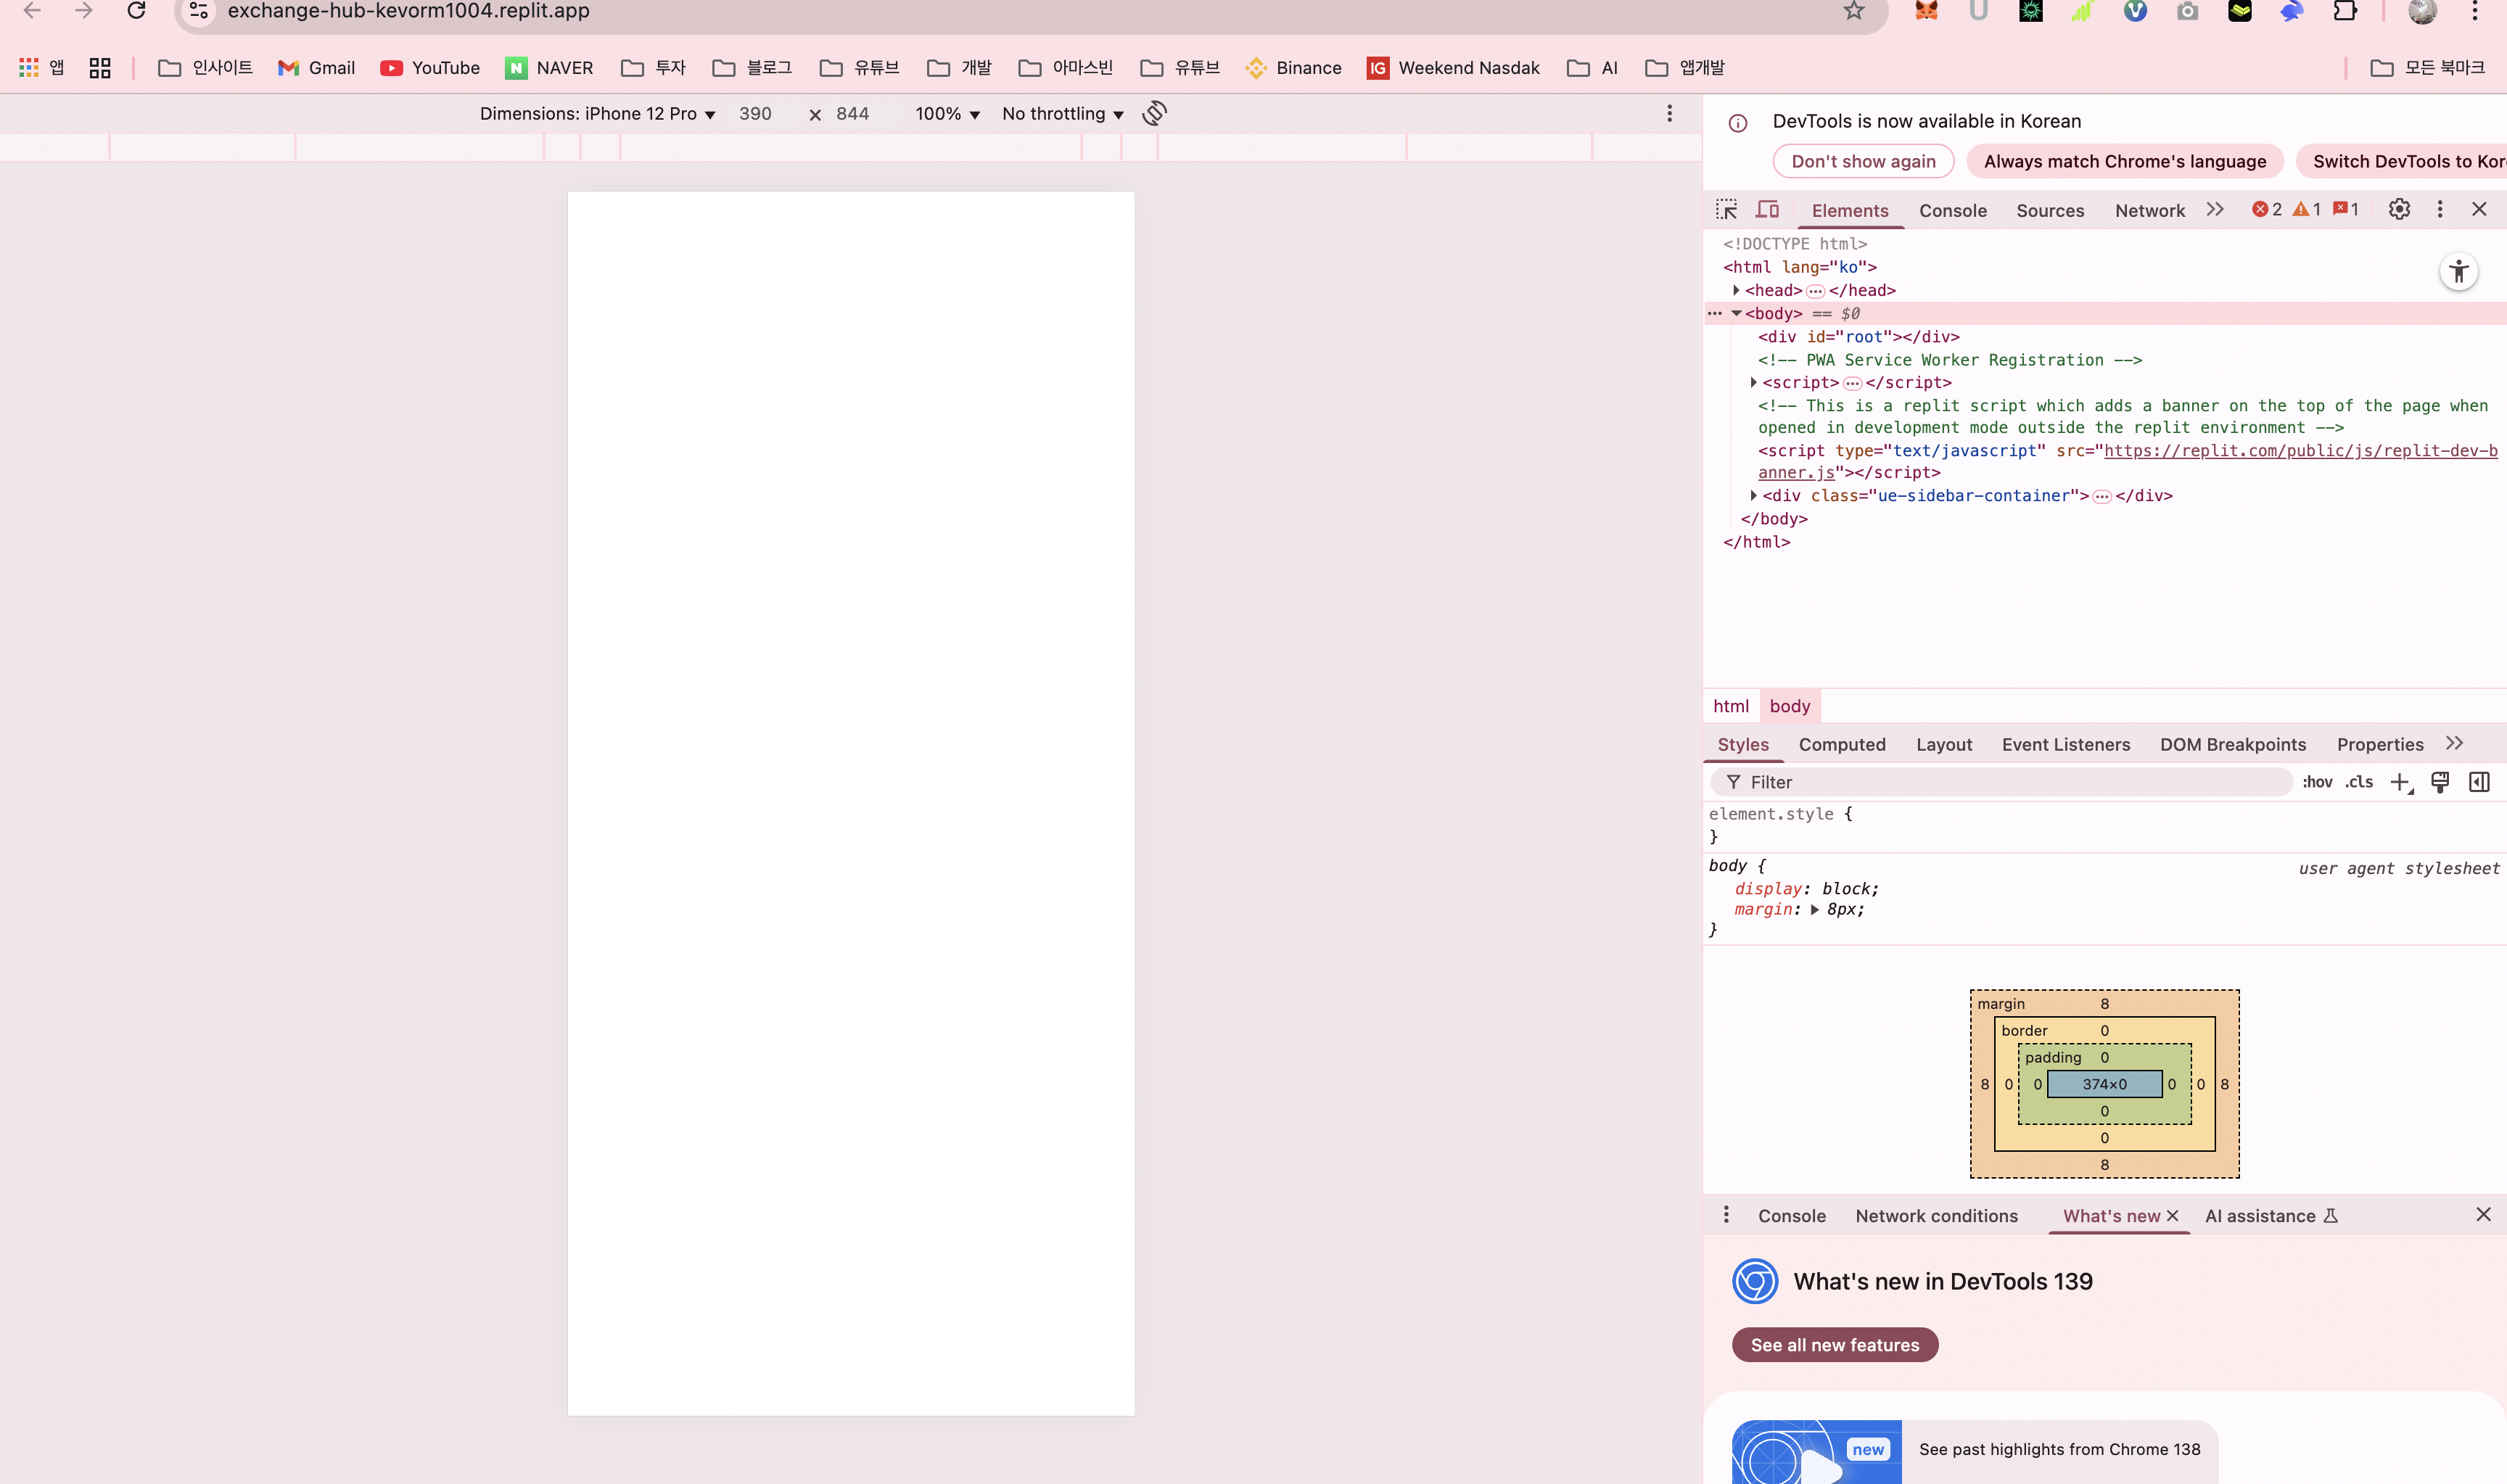 exchange-hub-kevorm1004.replit.app
앱 인사이트 Gmail YouTube NAVER 투자 블로그 유튜브 개발 아마스빈 유튜브 Binance IG Weekend Nasdak AI 앱개발 모든 북마크
Dimensions: iPhone 12 Pro 390 × 844 100% No throttling
DevTools is now available in Korean
Don't show again Always match Chrome's language Switch DevTools to Kor
Elements Console Sources Network 2 1 1
<!DOCTYPE html>
<html lang="ko">
<head> ... </head>
... <body> == $0
<div id="root"></div>
<!-- PWA Service Worker Registration -->
<script> ... </script>
<!-- This is a replit script which adds a banner on the top of the page when
opened in development mode outside the replit environment -->
<script type="text/javascript" src="https://replit.com/public/js/replit-dev-b
anner.js"></script>
<div class="ue-sidebar-container"> ... </div>
</body>
</html>
html body
Styles Computed Layout Event Listeners DOM Breakpoints Properties
Filter :hov .cls
element.style {
}
body { user agent stylesheet
display: block;
margin: 8px;
}
margin 8
border 0
padding 0
8 0 0 374×0 0 0 8
0
0
8
Console Network conditions What's new AI assistance
What's new in DevTools 139
See all new features
new See past highlights from Chrome 138